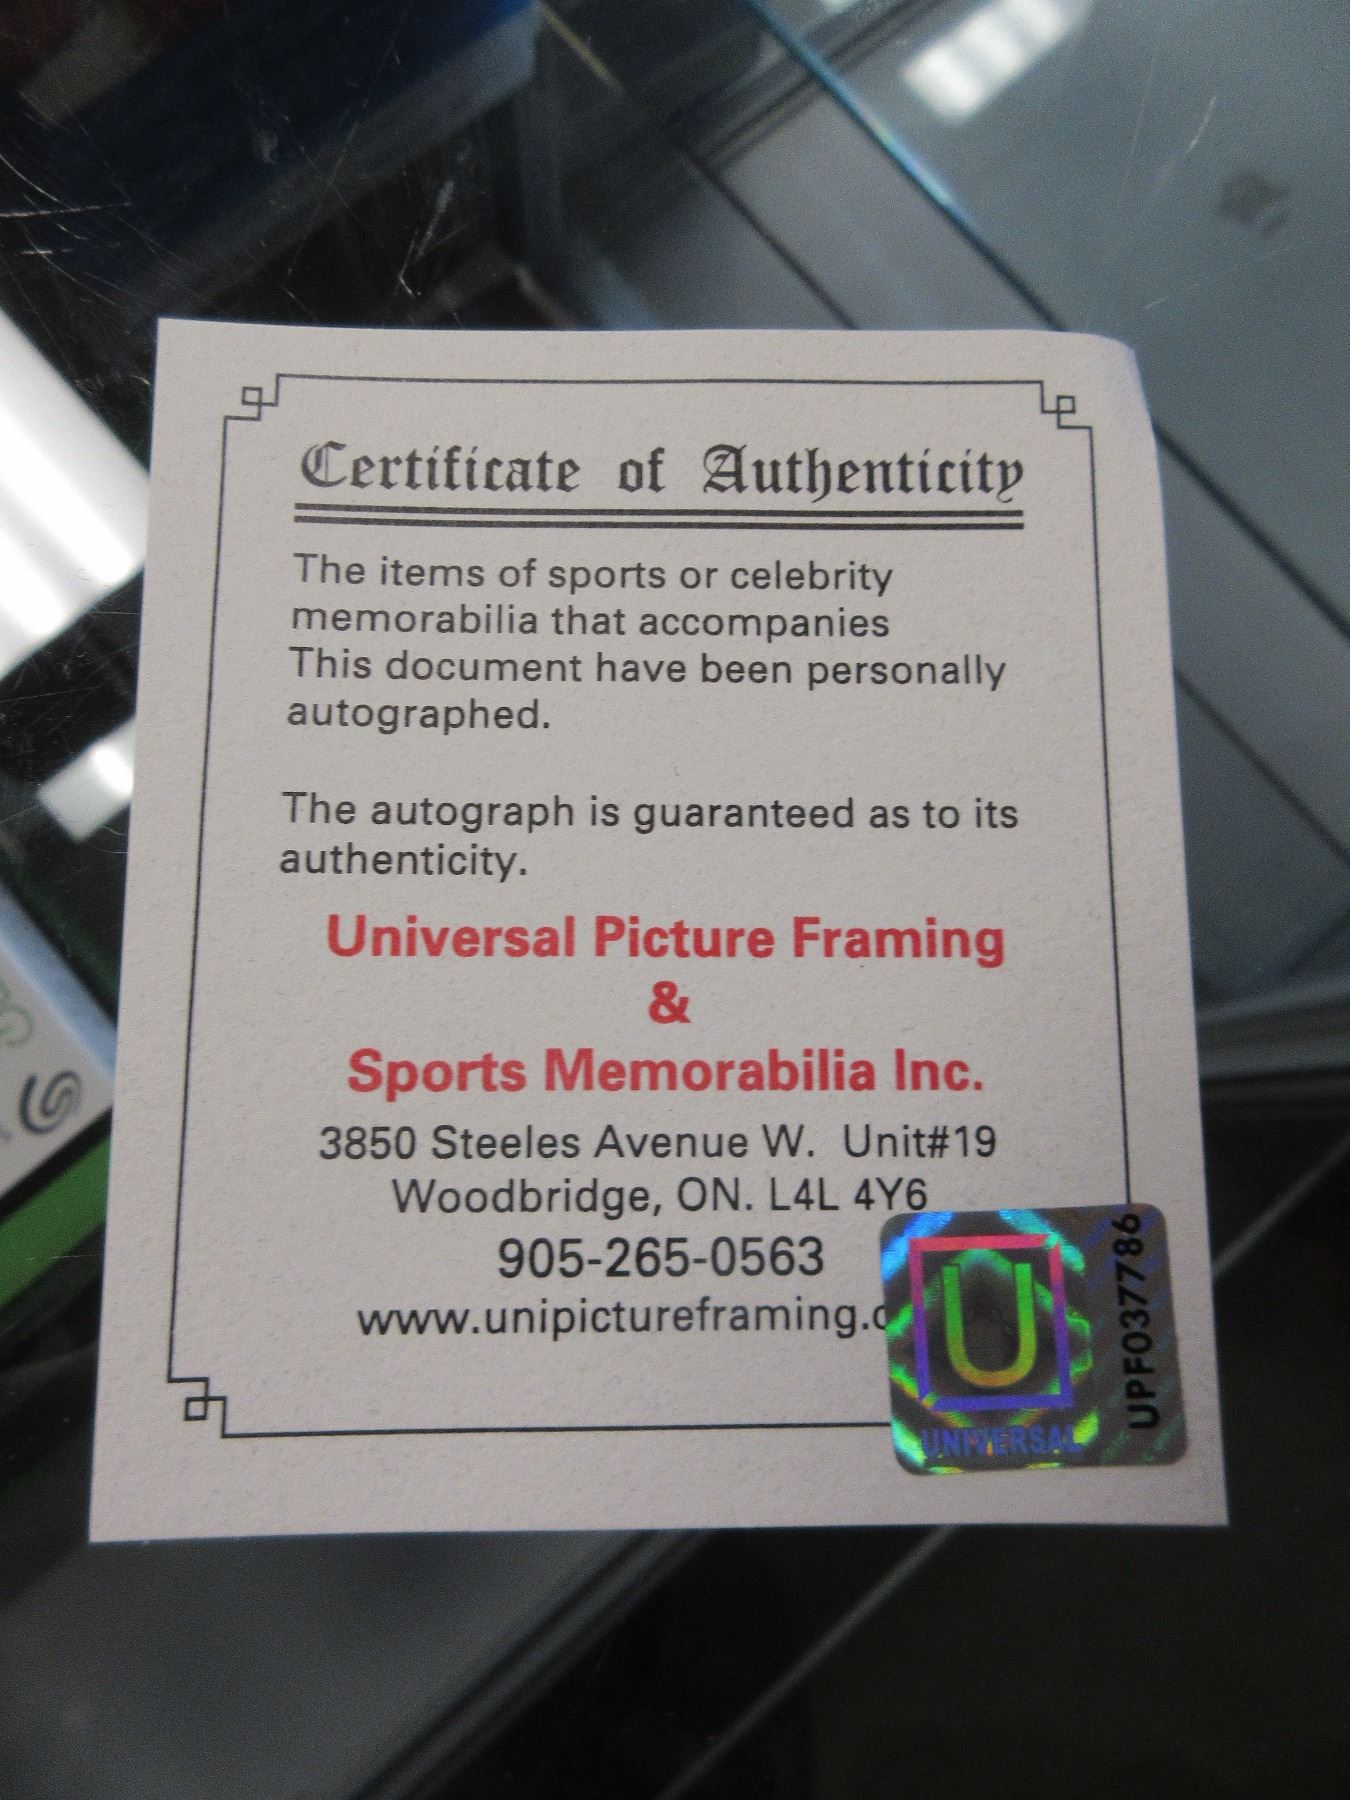 Certificate of Authenticity
The items of sports or celebrity
memorabilia that accompanies
This document have been personally
autographed.
The autograph is guaranteed as to its
authenticity.
Universal Picture Framing
&
Sports Memorabilia Inc.
3850 Steeles Avenue W. Unit#19
Woodbridge, ON. L4L 4Y6
905-265-0563
www.unipictureframing.c
U
UNIVERSAL
UPF037786